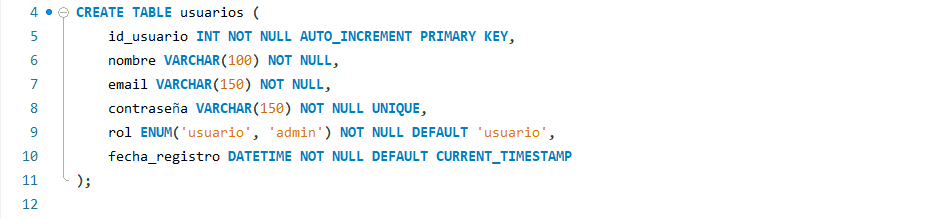 4 CREATE TABLE usuarios (
5 id_usuario INT NOT NULL AUTO_INCREMENT PRIMARY KEY,
6 nombre VARCHAR(100) NOT NULL,
7 email VARCHAR(150) NOT NULL,
8 contraseña VARCHAR(150) NOT NULL UNIQUE,
9 rol ENUM('usuario', 'admin') NOT NULL DEFAULT 'usuario',
10 fecha_registro DATETIME NOT NULL DEFAULT CURRENT_TIMESTAMP
11 );
12